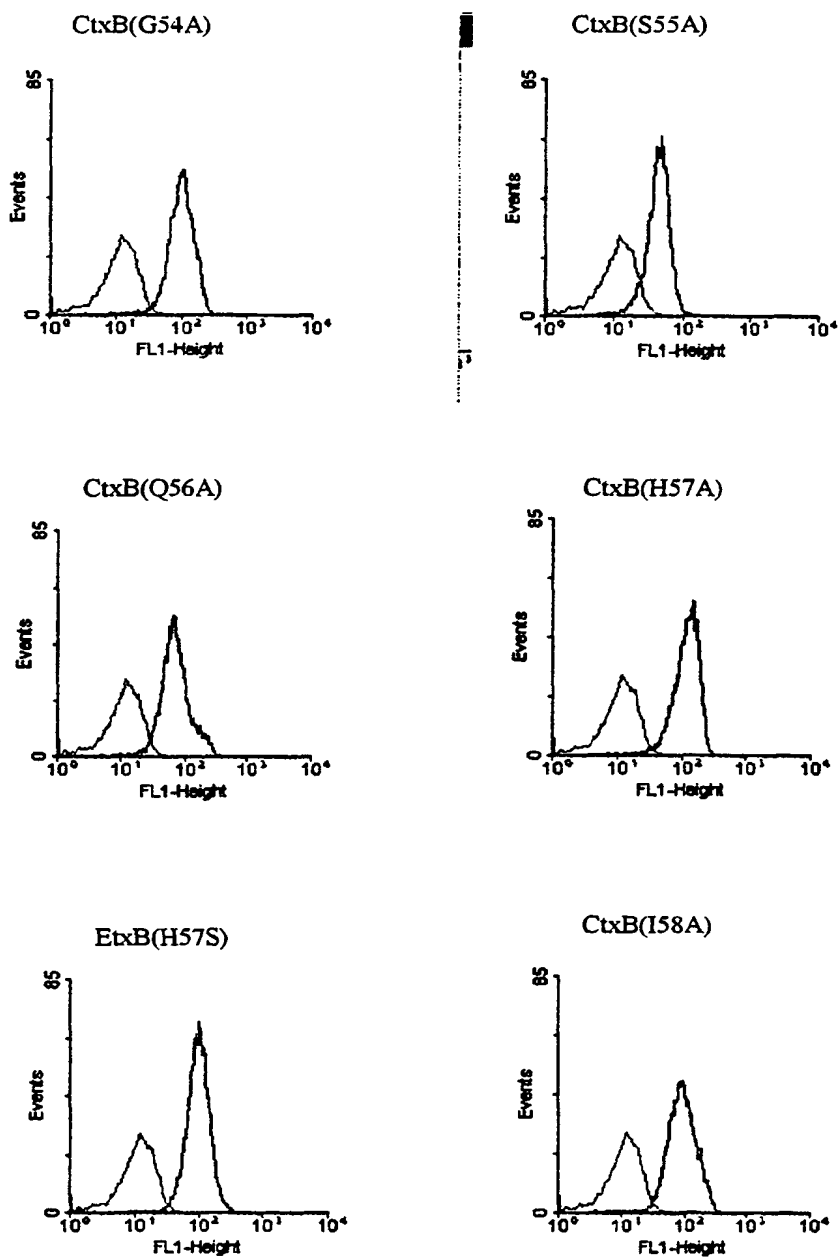 CtxB(G54A)
85
Events
0
10⁰ 10¹ 10² 10³ 10⁴
FL1-Height
CtxB(S55A)
85
Events
0
10⁰ 10¹ 10² 10³ 10⁴
FL1-Height
CtxB(Q56A)
85
Events
0
10⁰ 10¹ 10² 10³ 10⁴
FL1-Height
CtxB(H57A)
85
Events
0
10⁰ 10¹ 10² 10³ 10⁴
FL1-Height
EtxB(H57S)
85
Events
0
10⁰ 10¹ 10² 10³ 10⁴
FL1-Height
CtxB(I58A)
85
Events
0
10⁰ 10¹ 10² 10³ 10⁴
FL1-Height